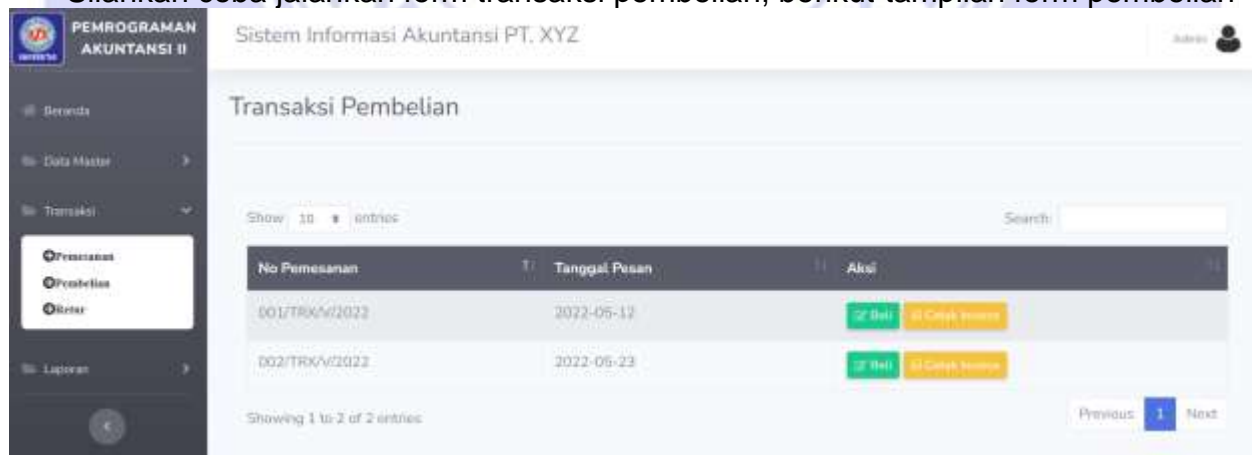 Silahkan coba jalankan form transaksi pembelian, berikut tampilan form pembelian
PEMROGRAMAN
AKUNTANSI II
Sistem Informasi Akuntansi PT. XYZ
Admin
Beranda
Transaksi Pembelian
Data Master
Transaksi
Show 10 entries
Search:
Pemesanan
Pembelian
Retur
No Pemesanan
Tanggal Pesan
Aksi
001/TRX/V/2022
2022-05-12
Beli
Cetak Invoice
002/TRX/V/2022
2022-05-23
Beli
Cetak Invoice
Laporan
Showing 1 to 2 of 2 entries
Previous
1
Next